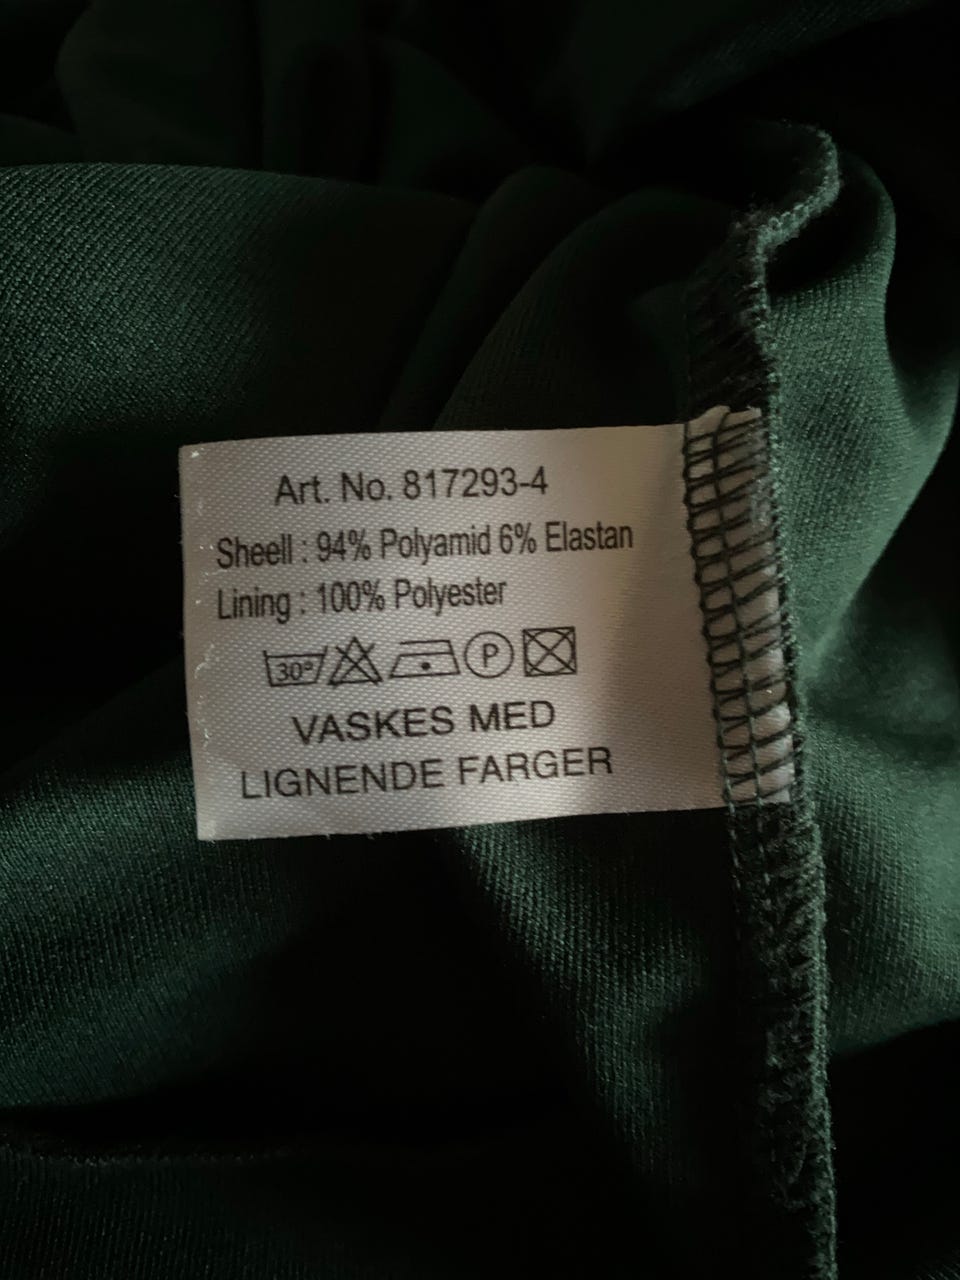 Art. No. 817293-4
Sheell : 94% Polyamid 6% Elastan
Lining : 100% Polyester
30° P
VASKES MED
LIGNENDE FARGER